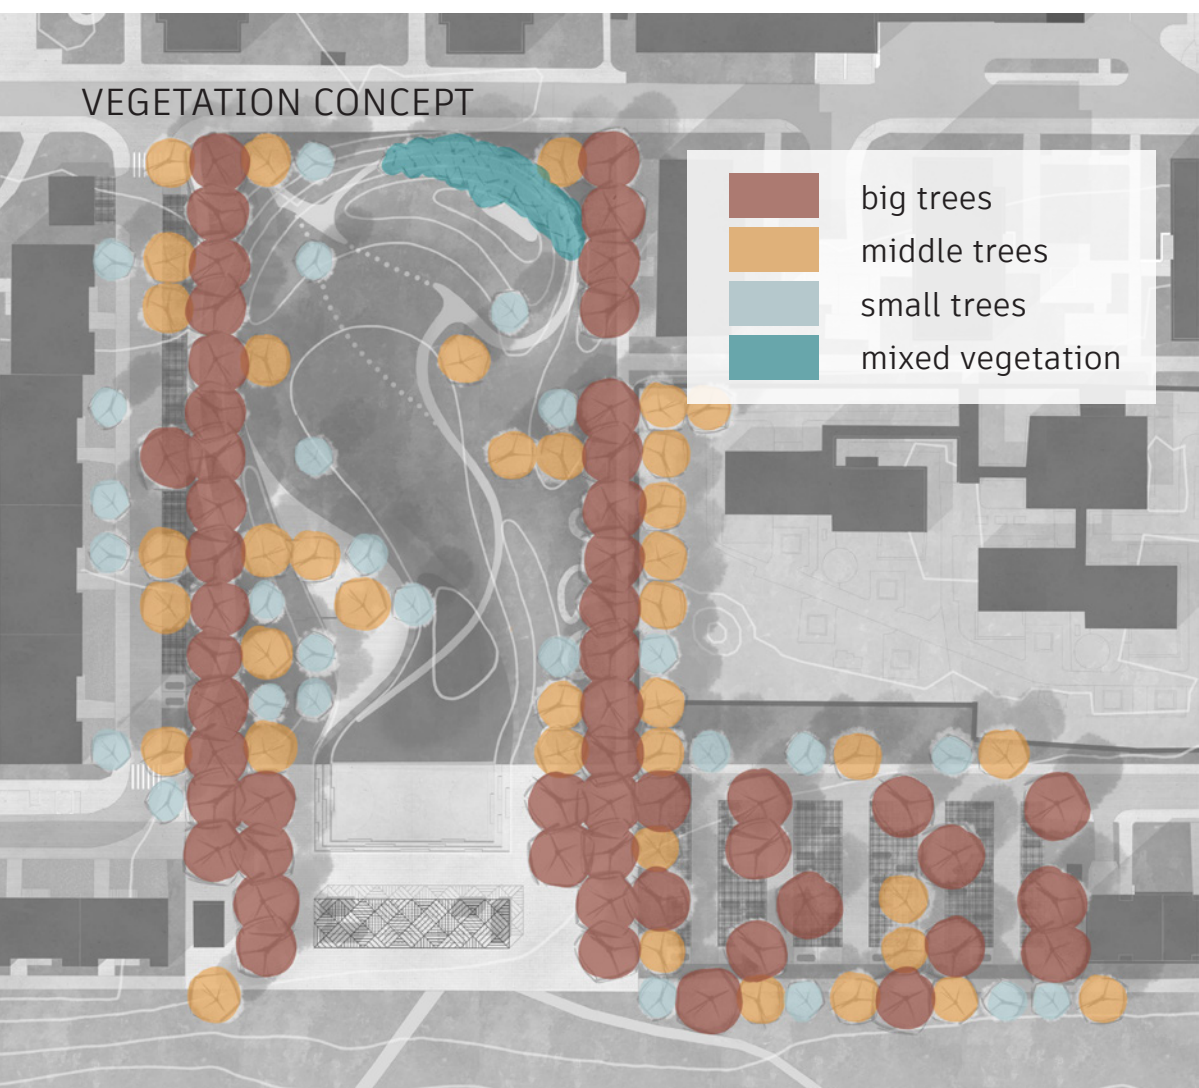 VEGETATION CONCEPT
big trees
middle trees
small trees
mixed vegetation